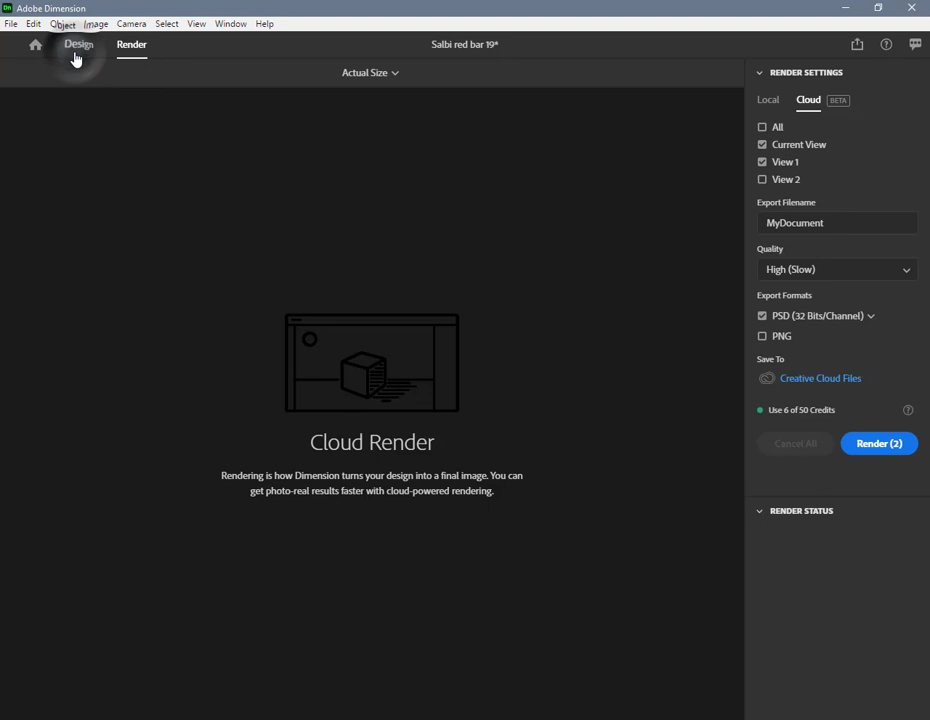 Dn Adobe Dimension
File Edit Object Image Camera Select View Window Help
Design Render Salbi red bar 19*
Actual Size
RENDER SETTINGS
Local Cloud BETA
All
Current View
View 1
View 2
Export Filename
MyDocument
Quality
High (Slow)
Export Formats
PSD (32 Bits/Channel)
PNG
Save To
Creative Cloud Files
Use 6 of 50 Credits
Cancel All Render (2)
Cloud Render
Rendering is how Dimension turns your design into a final image. You can
get photo-real results faster with cloud-powered rendering.
RENDER STATUS